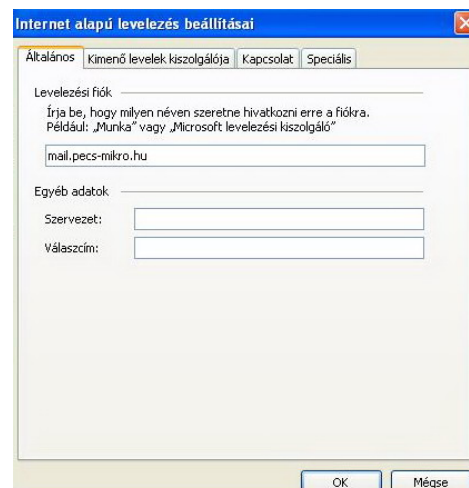 Internet alapú levelezés beállításai
Általános Kimenő levelek kiszolgálója Kapcsolat Speciális
Levelezési fiók
Írja be, hogy milyen néven szeretne hivatkozni erre a fiókra.
Például: „Munka” vagy „Microsoft levelezési kiszolgáló”
mail.pecs-mikro.hu
Egyéb adatok
Szervezet:
Válaszcím:
OK Mégse